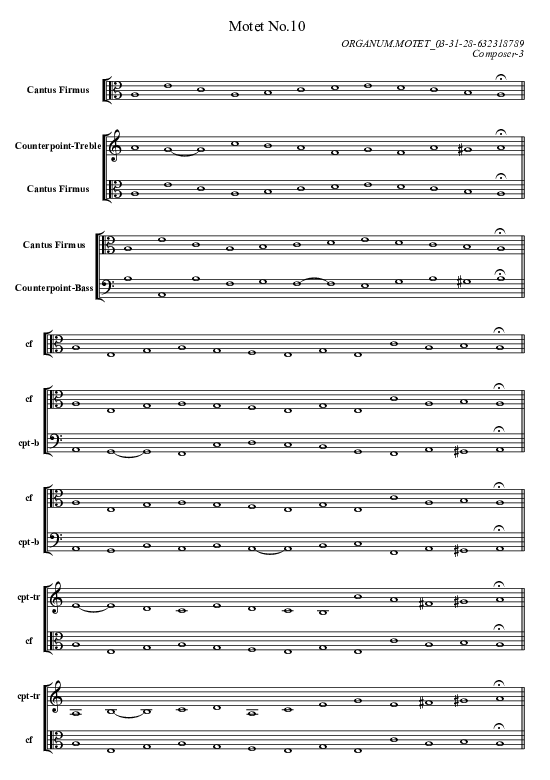 Motet No.10
ORGANUM.MOTET_03-31-28-632318789
Composer-3
Cantus Firmus
Counterpoint-Treble
Cantus Firmus
Cantus Firmus
Counterpoint-Bass
cf
cf
cpt-b
cf
cpt-b
cpt-tr
cf
cpt-tr
cf